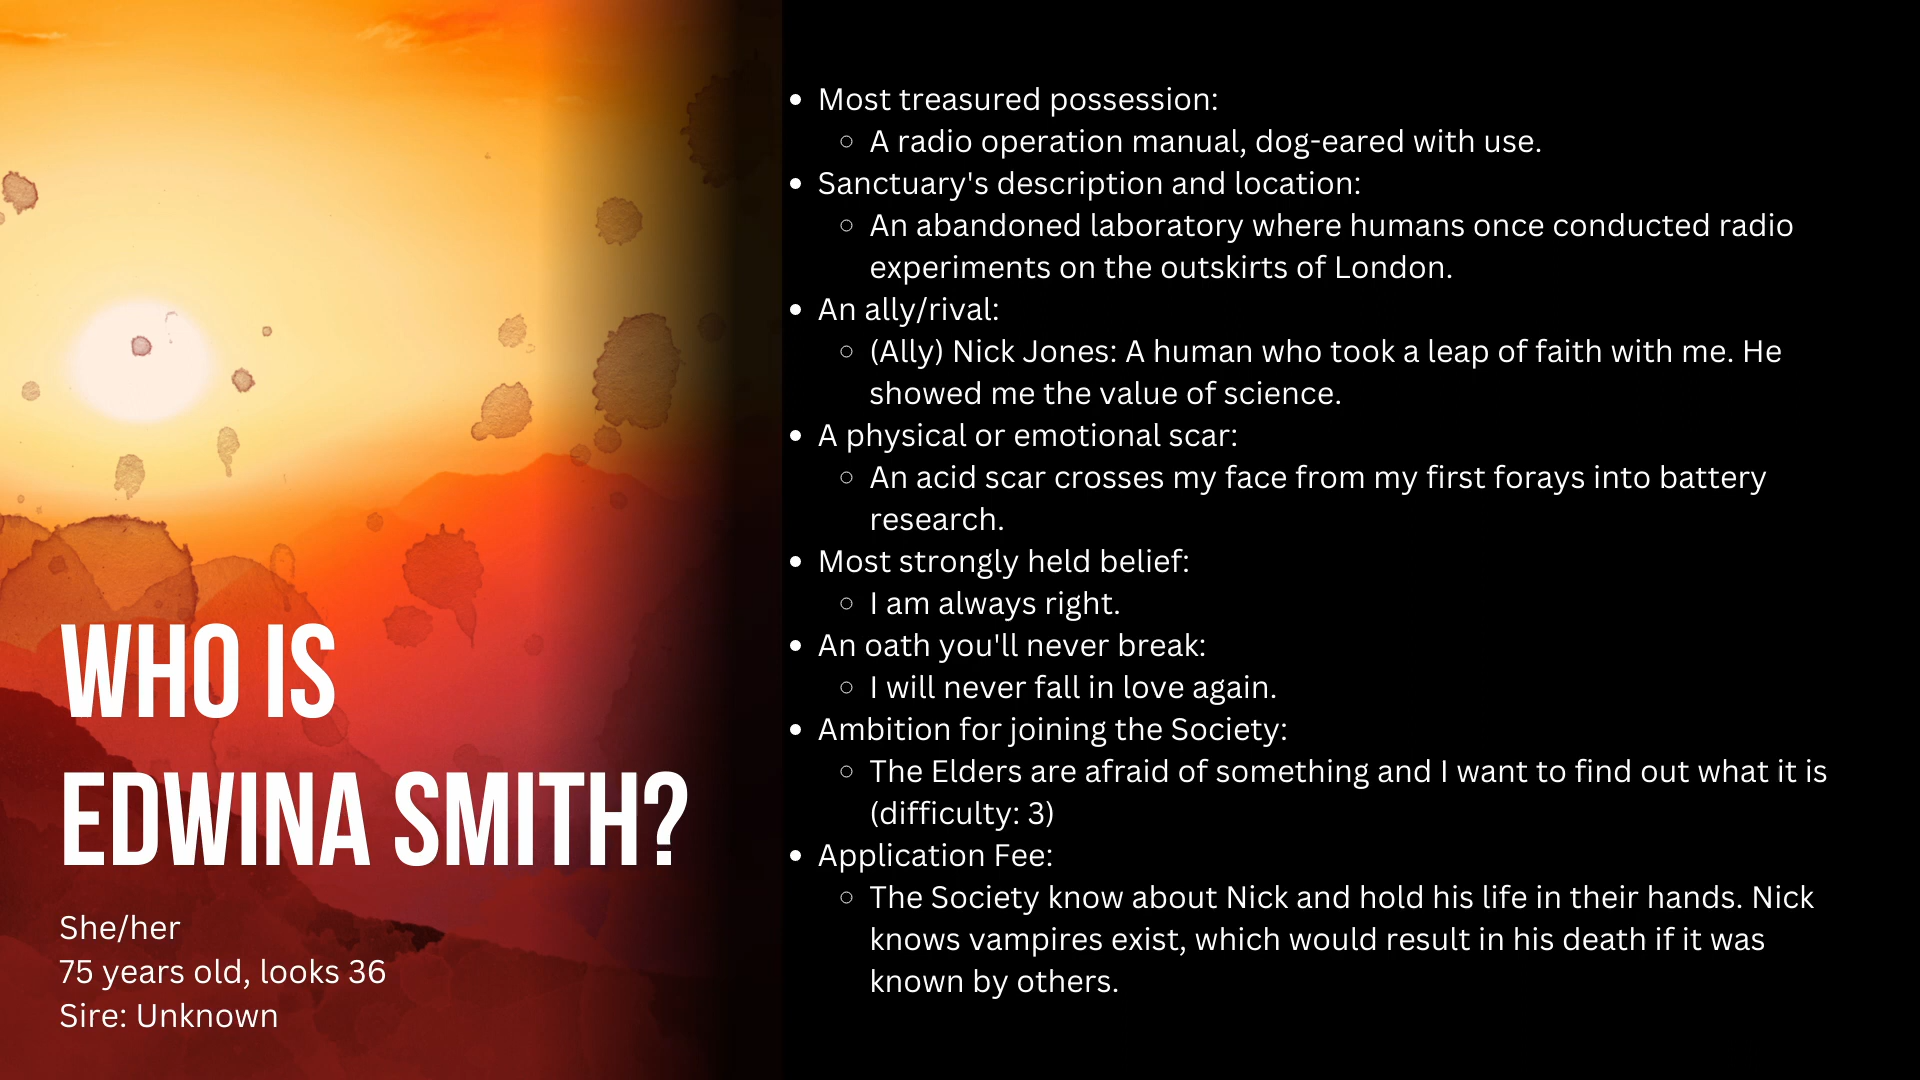 WHO IS
EDWINA SMITH?
She/her
75 years old, looks 36
Sire: Unknown
Most treasured possession:
A radio operation manual, dog-eared with use.
Sanctuary's description and location:
An abandoned laboratory where humans once conducted radio
experiments on the outskirts of London.
An ally/rival:
(Ally) Nick Jones: A human who took a leap of faith with me. He
showed me the value of science.
A physical or emotional scar:
An acid scar crosses my face from my first forays into battery
research.
Most strongly held belief:
I am always right.
An oath you'll never break:
I will never fall in love again.
Ambition for joining the Society:
The Elders are afraid of something and I want to find out what it is
(difficulty: 3)
Application Fee:
The Society know about Nick and hold his life in their hands. Nick
knows vampires exist, which would result in his death if it was
known by others.